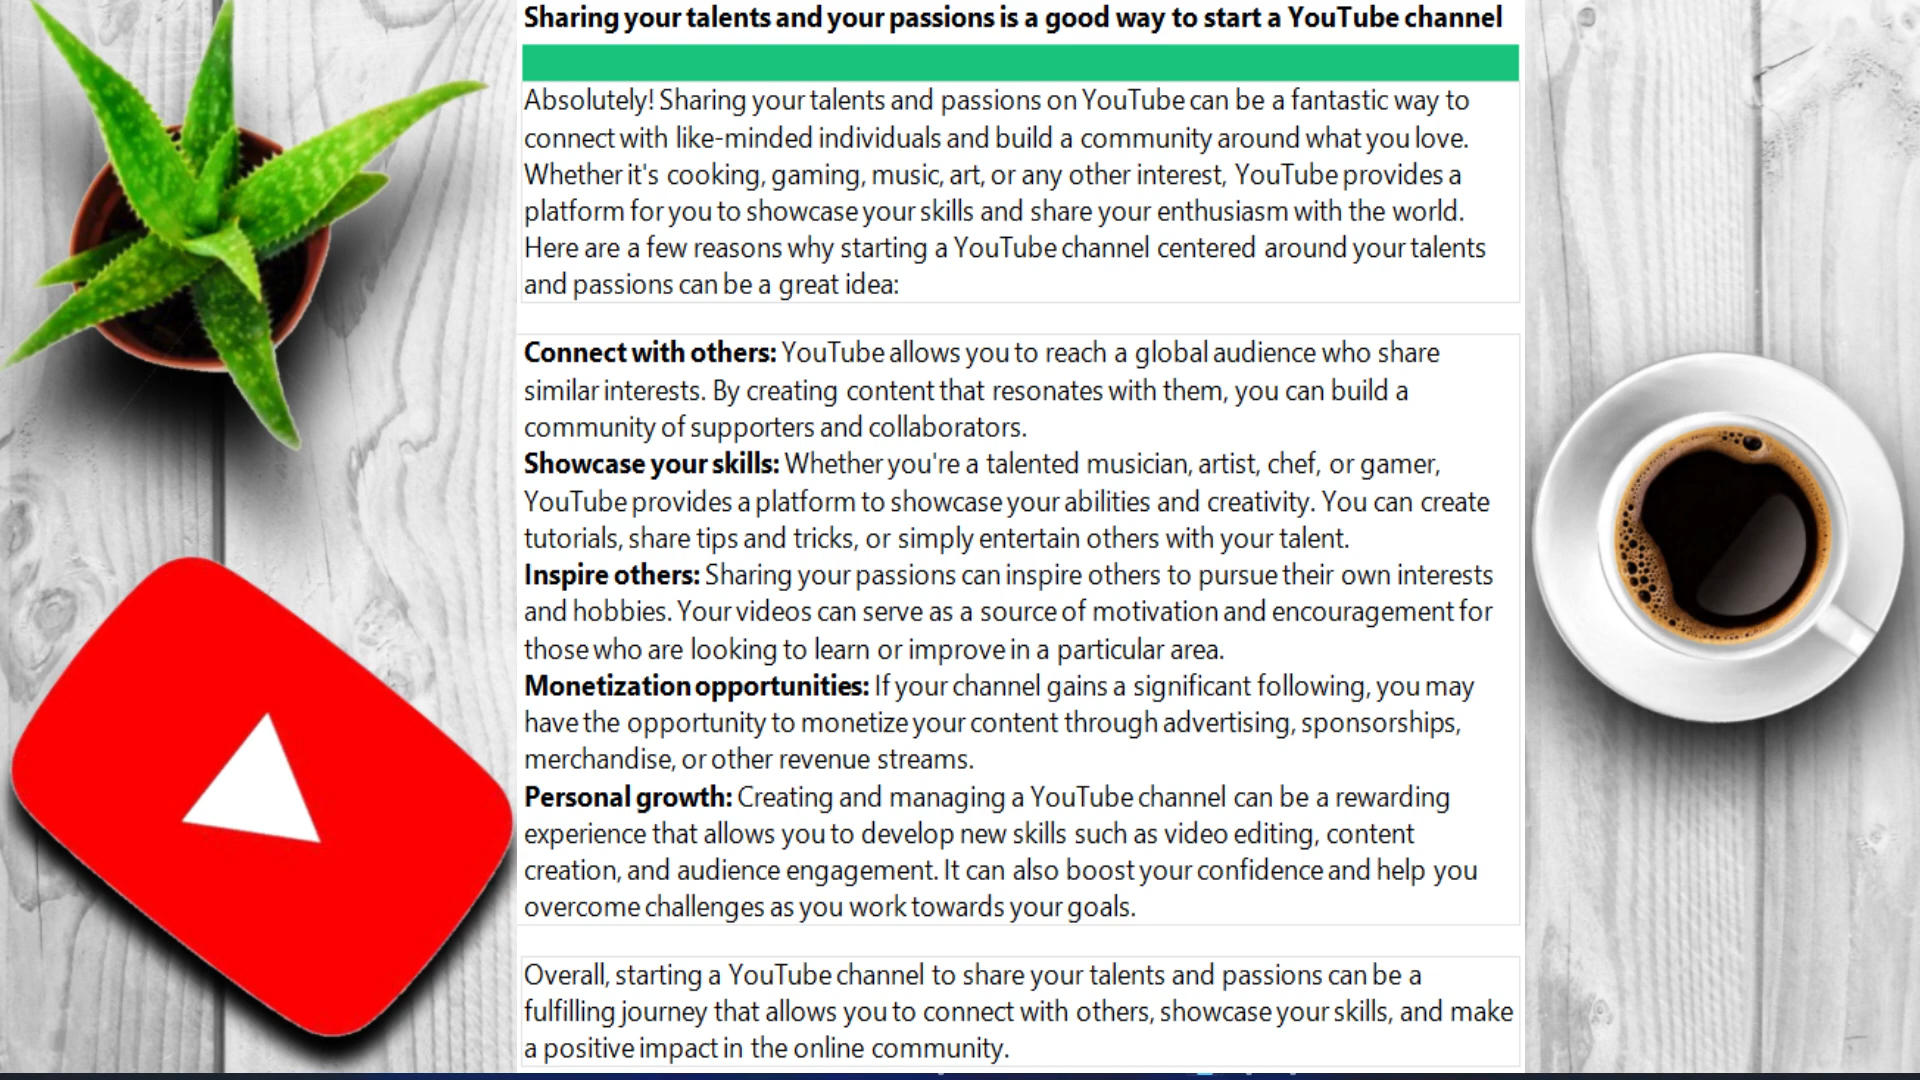 Sharing your talents and your passions is a good way to start a YouTube channel
Absolutely! Sharing your talents and passions on YouTube can be a fantastic way to
connect with like-minded individuals and build a community around what you love.
Whether it's cooking, gaming, music, art, or any other interest, YouTube provides a
platform for you to showcase your skills and share your enthusiasm with the world.
Here are a few reasons why starting a YouTube channel centered around your talents
and passions can be a great idea:
Connect with others: YouTube allows you to reach a global audience who share
similar interests. By creating content that resonates with them, you can build a
community of supporters and collaborators.
Showcase your skills: Whether you're a talented musician, artist, chef, or gamer,
YouTube provides a platform to showcase your abilities and creativity. You can create
tutorials, share tips and tricks, or simply entertain others with your talent.
Inspire others: Sharing your passions can inspire others to pursue their own interests
and hobbies. Your videos can serve as a source of motivation and encouragement for
those who are looking to learn or improve in a particular area.
Monetization opportunities: If your channel gains a significant following, you may
have the opportunity to monetize your content through advertising, sponsorships,
merchandise, or other revenue streams.
Personal growth: Creating and managing a YouTube channel can be a rewarding
experience that allows you to develop new skills such as video editing, content
creation, and audience engagement. It can also boost your confidence and help you
overcome challenges as you work towards your goals.
Overall, starting a YouTube channel to share your talents and passions can be a
fulfilling journey that allows you to connect with others, showcase your skills, and make
a positive impact in the online community.